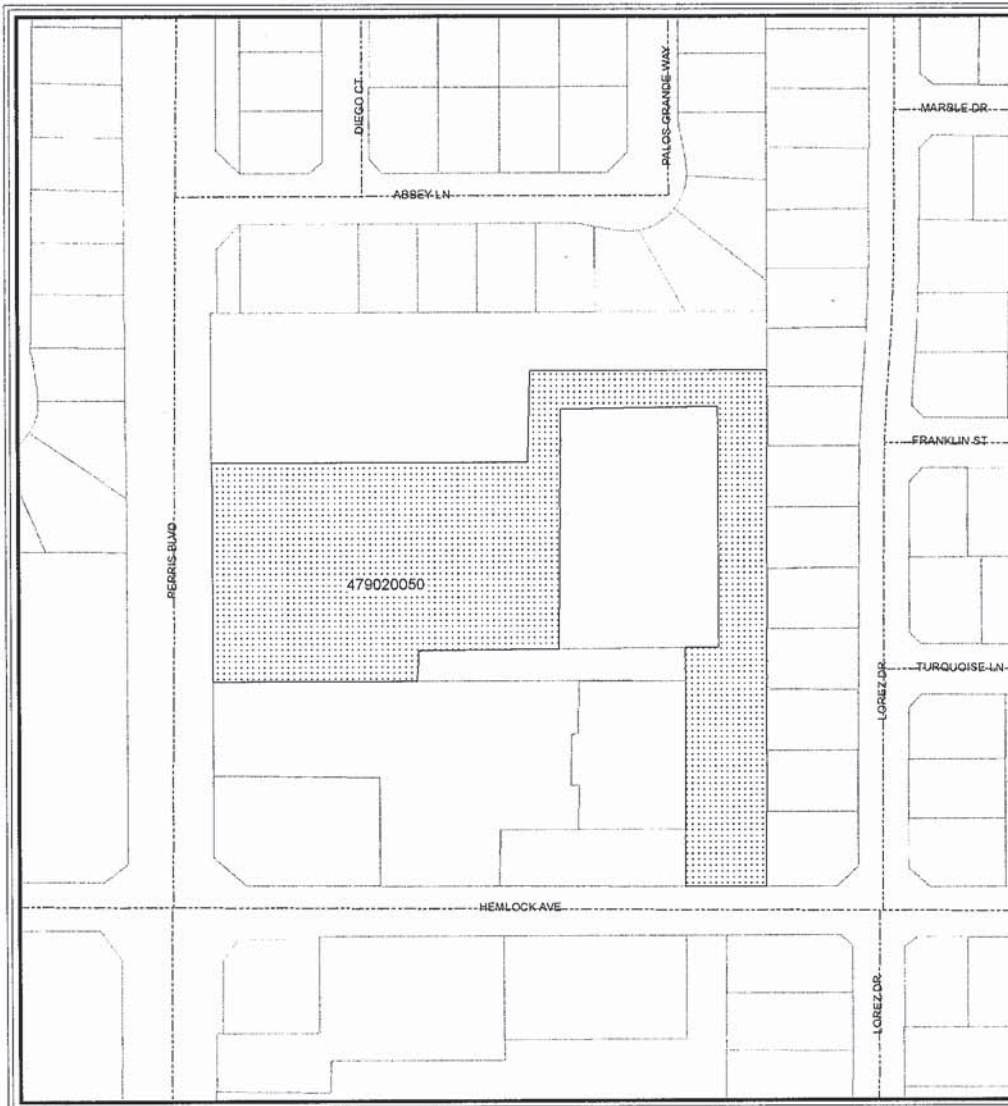 DIEGO CT
PALOS GRANDE WAY
MARBLE DR
ABBEY LN
FRANKLIN ST
PERRIS BLVD
479020050
LOREZ DR
TURQUOISE LN
HEMLOCK AVE
LOREZ DR